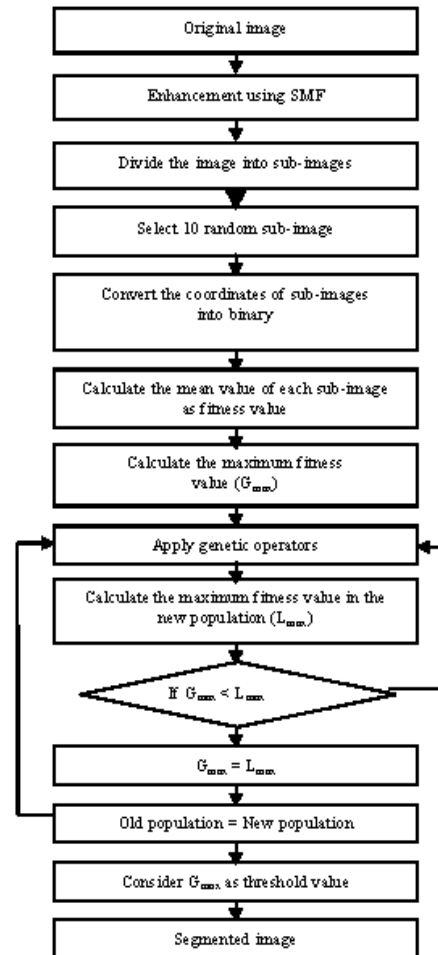 Original image
Enhancement using SMF
Divide the image into sub-images
Select 10 random sub-image
Convert the coordinates of sub-images
into binary
Calculate the mean value of each sub-image
as fitness value
Calculate the maximum fitness
value (Gmax)
Apply genetic operators
Calculate the maximum fitness value in the
new population (Lmax)
If Gmax < Lmax
Gmax = Lmax
Old population = New population
Consider Gmax as threshold value
Segmented image